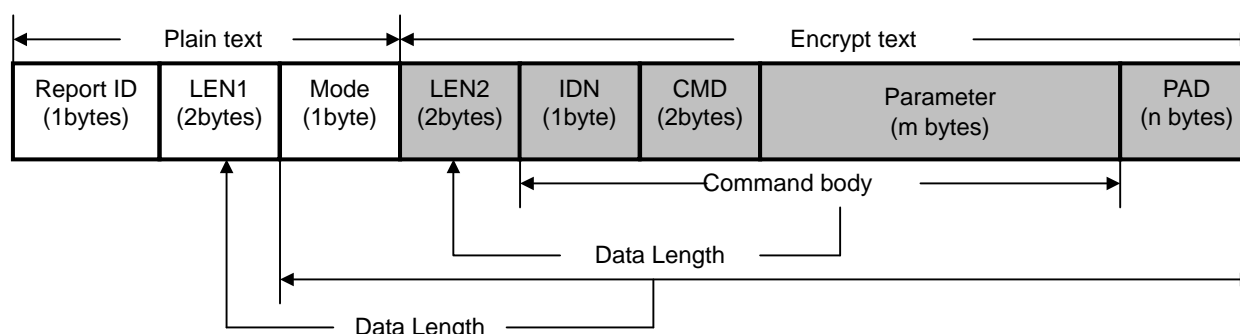 Plain text
Encrypt text
Report ID
(1bytes)
LEN1
(2bytes)
Mode
(1byte)
LEN2
(2bytes)
IDN
(1byte)
CMD
(2bytes)
Parameter
(m bytes)
PAD
(n bytes)
Command body
Data Length
Data Length